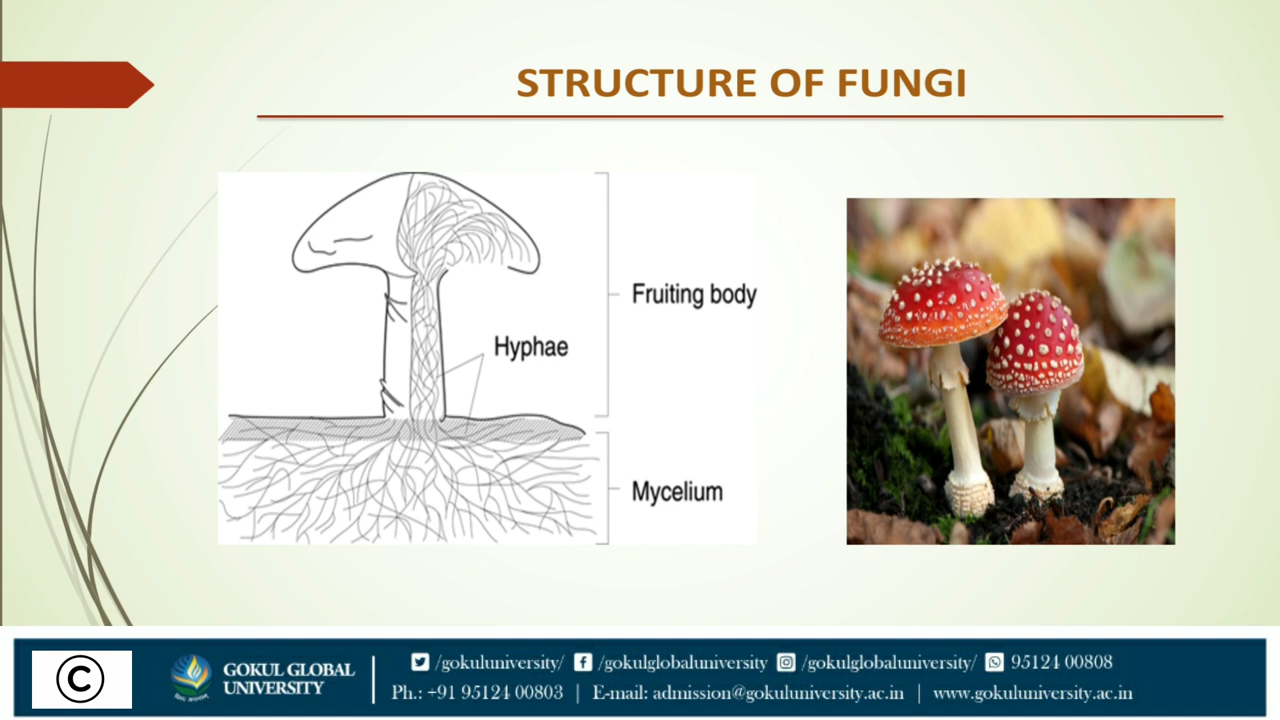 STRUCTURE OF FUNGI
Fruiting body
Hyphae
Mycelium
©
GOKUL GLOBAL
UNIVERSITY
/gokuluniversity/ /gokulglobaluniversity /gokulglobaluniversity/ 95124 00808
Ph.: +91 95124 00803 | E-mail: admission@gokuluniversity.ac.in | www.gokuluniversity.ac.in